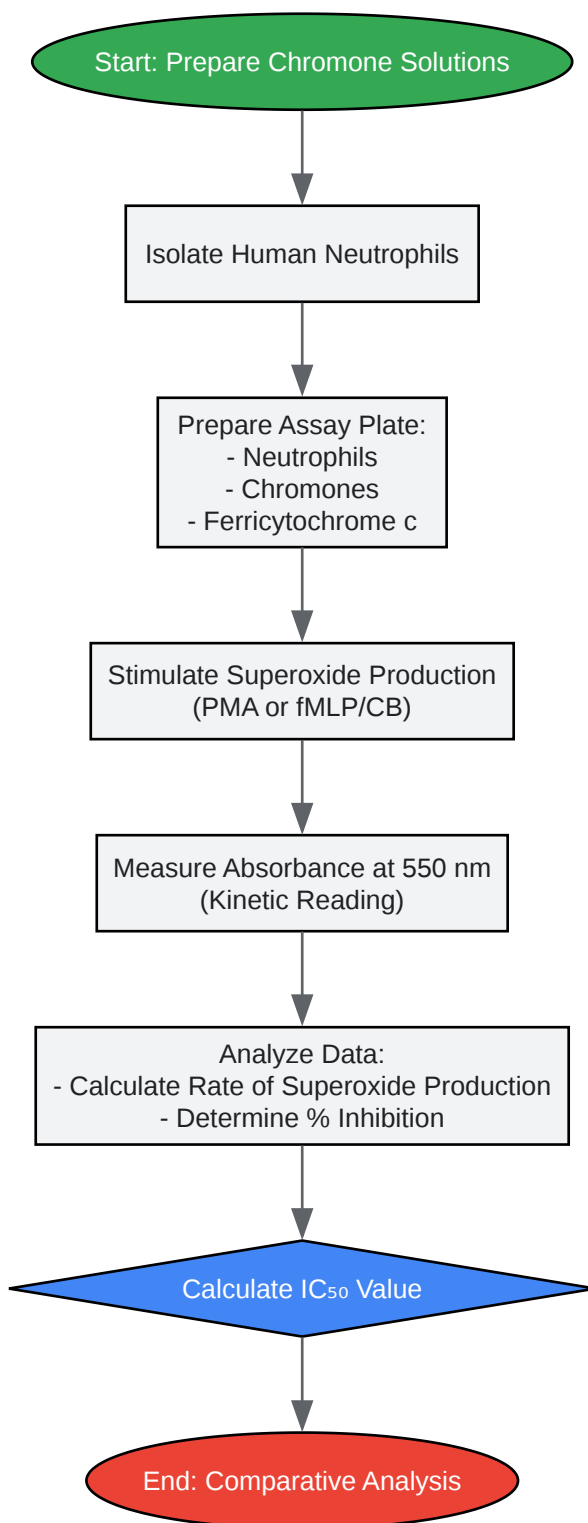 Start: Prepare Chromone Solutions
Isolate Human Neutrophils
Prepare Assay Plate:
- Neutrophils
- Chromones
- Ferricytochrome c
Stimulate Superoxide Production
(PMA or fMLP/CB)
Measure Absorbance at 550 nm
(Kinetic Reading)
Analyze Data:
- Calculate Rate of Superoxide Production
- Determine % Inhibition
Calculate IC₅₀ Value
End: Comparative Analysis